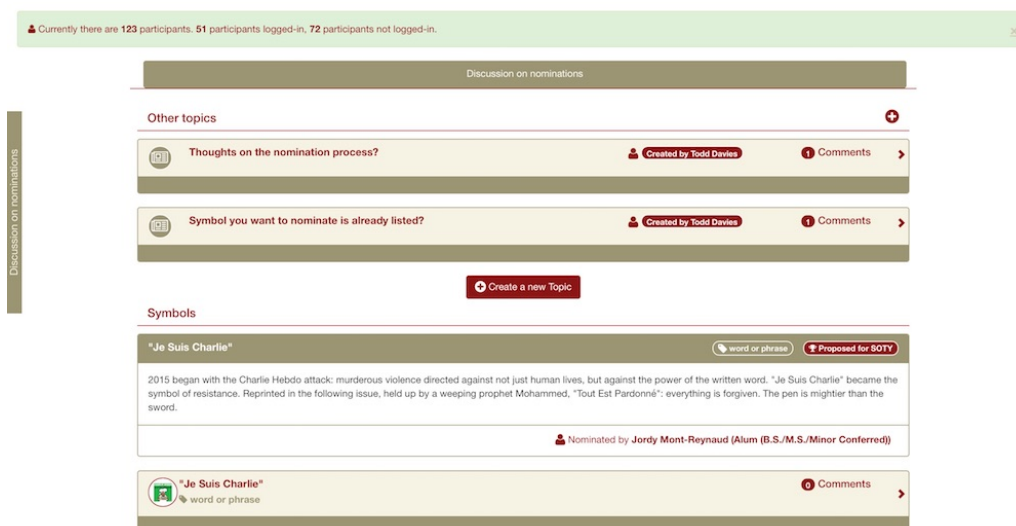 Currently there are 123 participants. 51 participants logged-in, 72 participants not logged-in.
×
Discussion on nominations
Discussion on nominations
Other topics
Thoughts on the nomination process?
Created by Todd Davies
1 Comments
Symbol you want to nominate is already listed?
Created by Todd Davies
1 Comments
Create a new Topic
Symbols
"Je Suis Charlie"
word or phrase
Proposed for SOTY
2015 began with the Charlie Hebdo attack: murderous violence directed against not just human lives, but against the power of the written word. "Je Suis Charlie" became the
symbol of resistance. Reprinted in the following issue, held up by a weeping prophet Mohammed, "Tout Est Pardonné": everything is forgiven. The pen is mightier than the
sword.
Nominated by Jordy Mont-Reynaud (Alum (B.S./M.S./Minor Conferred))
"Je Suis Charlie"
word or phrase
0 Comments